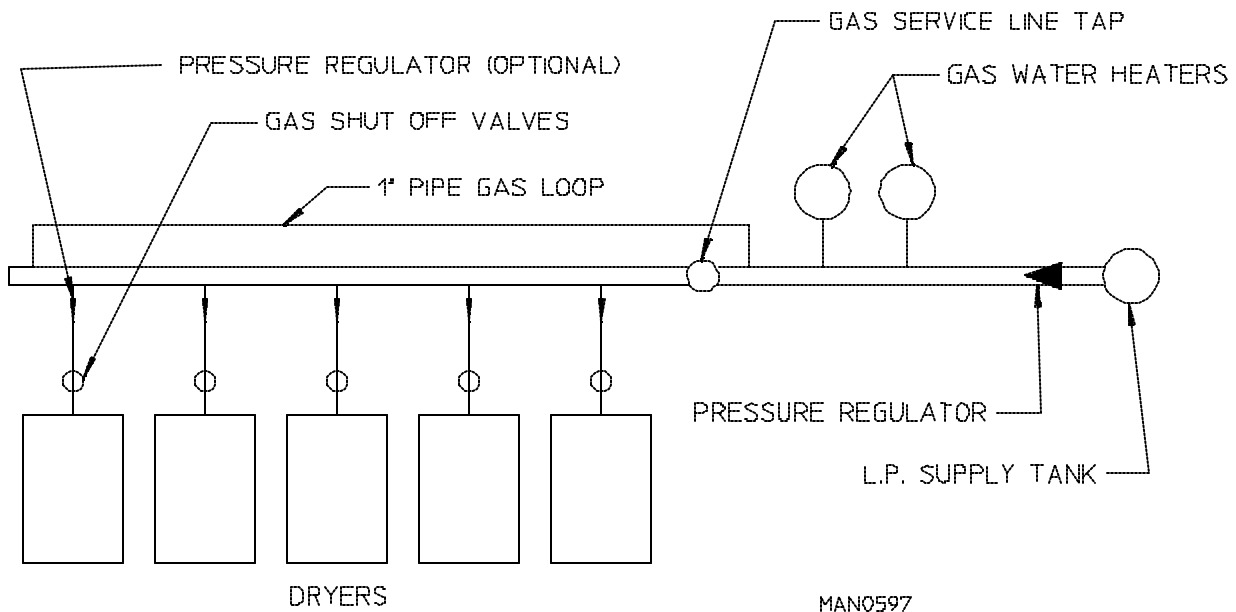 GAS SERVICE LINE TAP
PRESSURE REGULATOR (OPTIONAL)
GAS WATER HEATERS
GAS SHUT OFF VALVES
1" PIPE GAS LOOP
PRESSURE REGULATOR
L.P. SUPPLY TANK
DRYERS
MAN0597